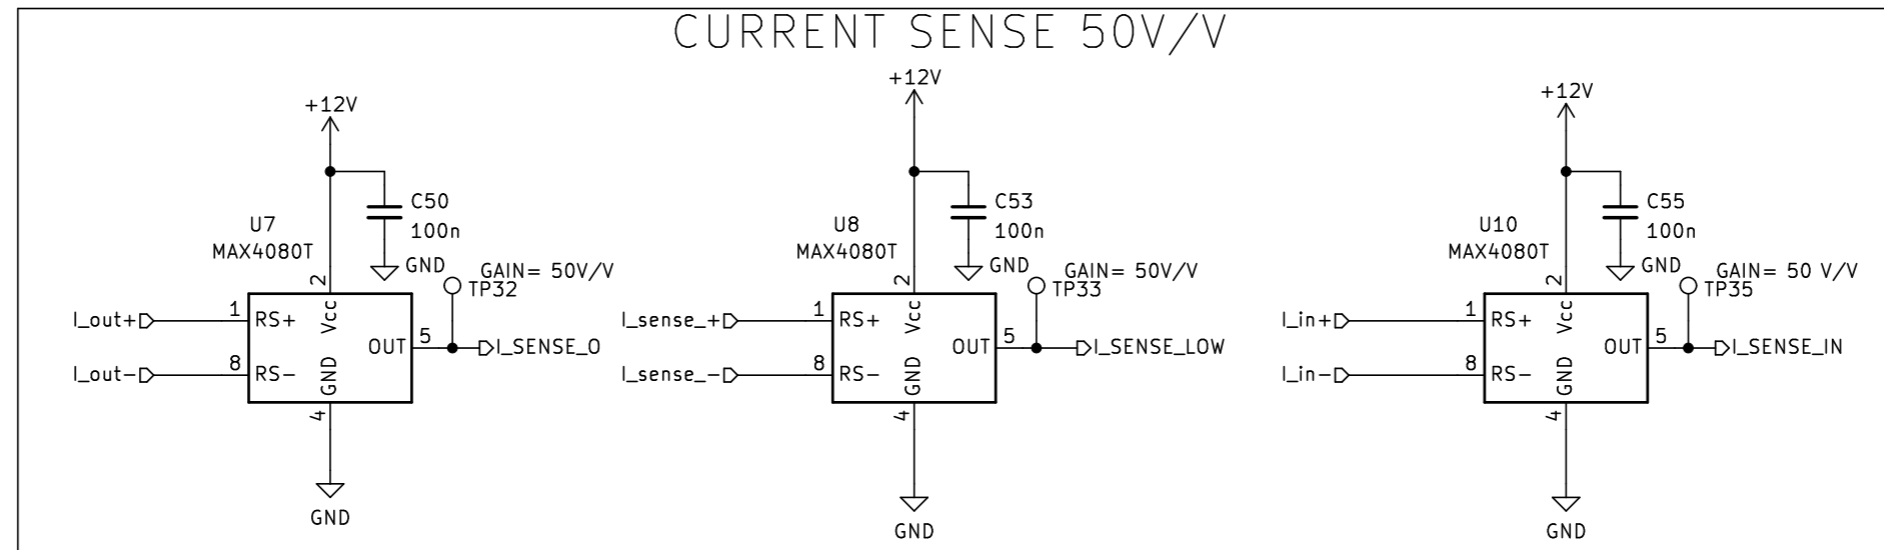 CURRENT SENSE 50V/V
+12V
C50
100n
U7
MAX4080T
GND
GAIN= 50V/V
TP32
2
Vcc
I_out+
1
RS+
OUT
5
I_SENSE_O
I_out-
8
RS-
GND
4
GND
+12V
C53
100n
U8
MAX4080T
GND
GAIN= 50V/V
TP33
2
Vcc
I_sense_+
1
RS+
OUT
5
I_SENSE_LOW
I_sense_-
8
RS-
GND
4
GND
+12V
C55
100n
U10
MAX4080T
GND
GAIN= 50 V/V
TP35
2
Vcc
I_in+
1
RS+
OUT
5
I_SENSE_IN
I_in-
8
RS-
GND
4
GND